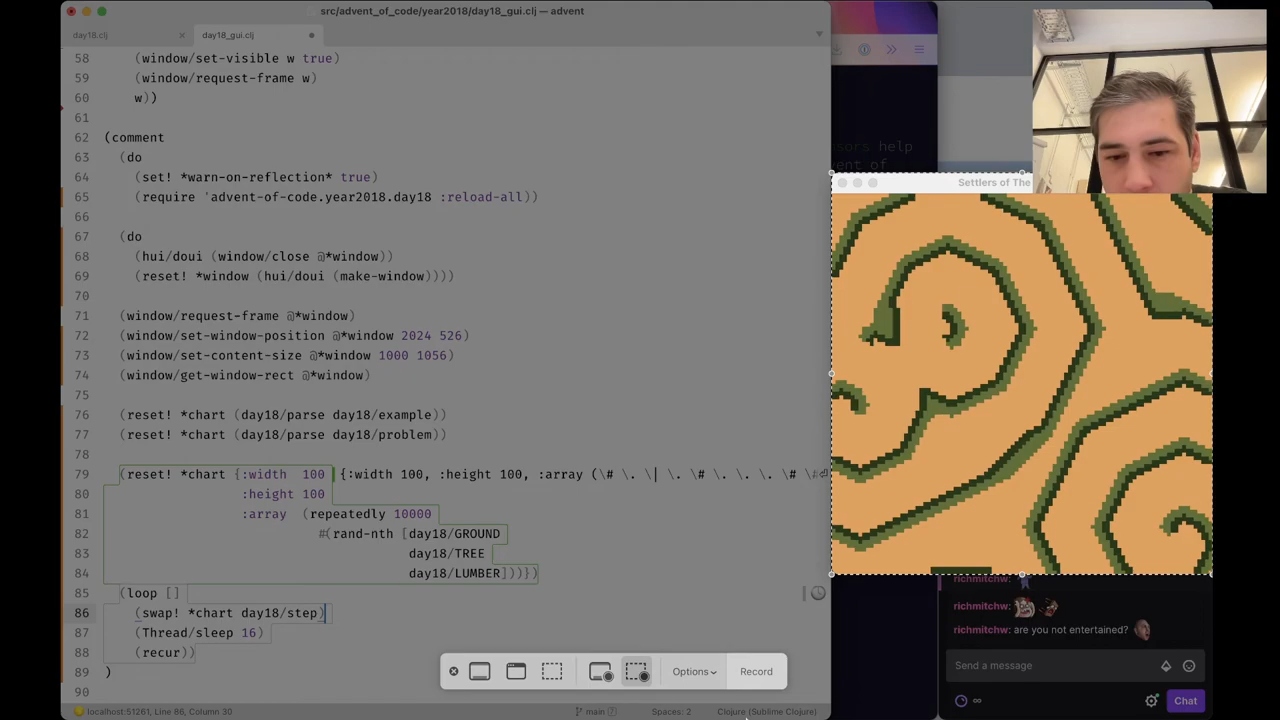 src/advent_of_code/year2018/day18_gui.clj — advent
day18.clj
day18_gui.clj
58 (window/set-visible w true)
59 (window/request-frame w)
60 w))
61
62 (comment
63 (do
64 (set! *warn-on-reflection* true)
65 (require 'advent-of-code.year2018.day18 :reload-all))
66
67 (do
68 (hui/doui (window/close @*window))
69 (reset! *window (hui/doui (make-window))))
70
71 (window/request-frame @*window)
72 (window/set-window-position @*window 2024 526)
73 (window/set-content-size @*window 1000 1056)
74 (window/get-window-rect @*window)
75
76 (reset! *chart (day18/parse day18/example))
77 (reset! *chart (day18/parse day18/problem))
78
79 (reset! *chart {:width 100 {:width 100, :height 100, :array (\# \. \| \. \# \. \. \. \#
80 :height 100
81 :array (repeatedly 10000
82 #(rand-nth [day18/GROUND
83 day18/TREE
84 day18/LUMBER]))})
85 (loop []
86 (swap! *chart day18/step)
87 (Thread/sleep 16)
88 (recur))
89 )
90
localhost:51261, Line 86, Column 30
main
Spaces: 2
Clojure (Sublime Clojure)
Options
Record
help
Settlers of The
richmitchw:
richmitchw:
richmitchw: are you not entertained?
Send a message
∞
Chat